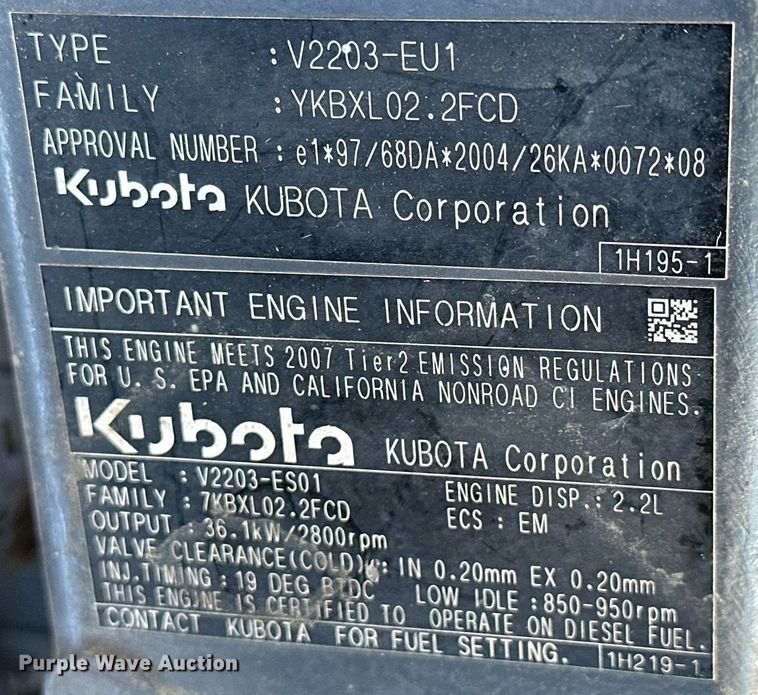 TYPE : V2203-EU1
FAMILY : YKBXL02.2FCD
APPROVAL NUMBER : e1*97/68DA*2004/26KA*0072*08
Kubota KUBOTA Corporation
1H195-1
IMPORTANT ENGINE INFORMATION
THIS ENGINE MEETS 2007 Tier2 EMISSION REGULATIONS
FOR U. S. EPA AND CALIFORNIA NONROAD CI ENGINES.
Kubota KUBOTA Corporation
MODEL : V2203-ES01 ENGINE DISP.: 2.2L
FAMILY : 7KBXL02.2FCD ECS : EM
OUTPUT : 36.1kW/2800rpm
VALVE CLEARANCE(COLD) : IN 0.20mm EX 0.20mm
INJ.TIMING : 19 DEG BTDC LOW IDLE :850-950rpm
THIS ENGINE IS CERTIFIED TO OPERATE ON DIESEL FUEL.
CONTACT KUBOTA FOR FUEL SETTING. 1H219-1
Purple Wave Auction